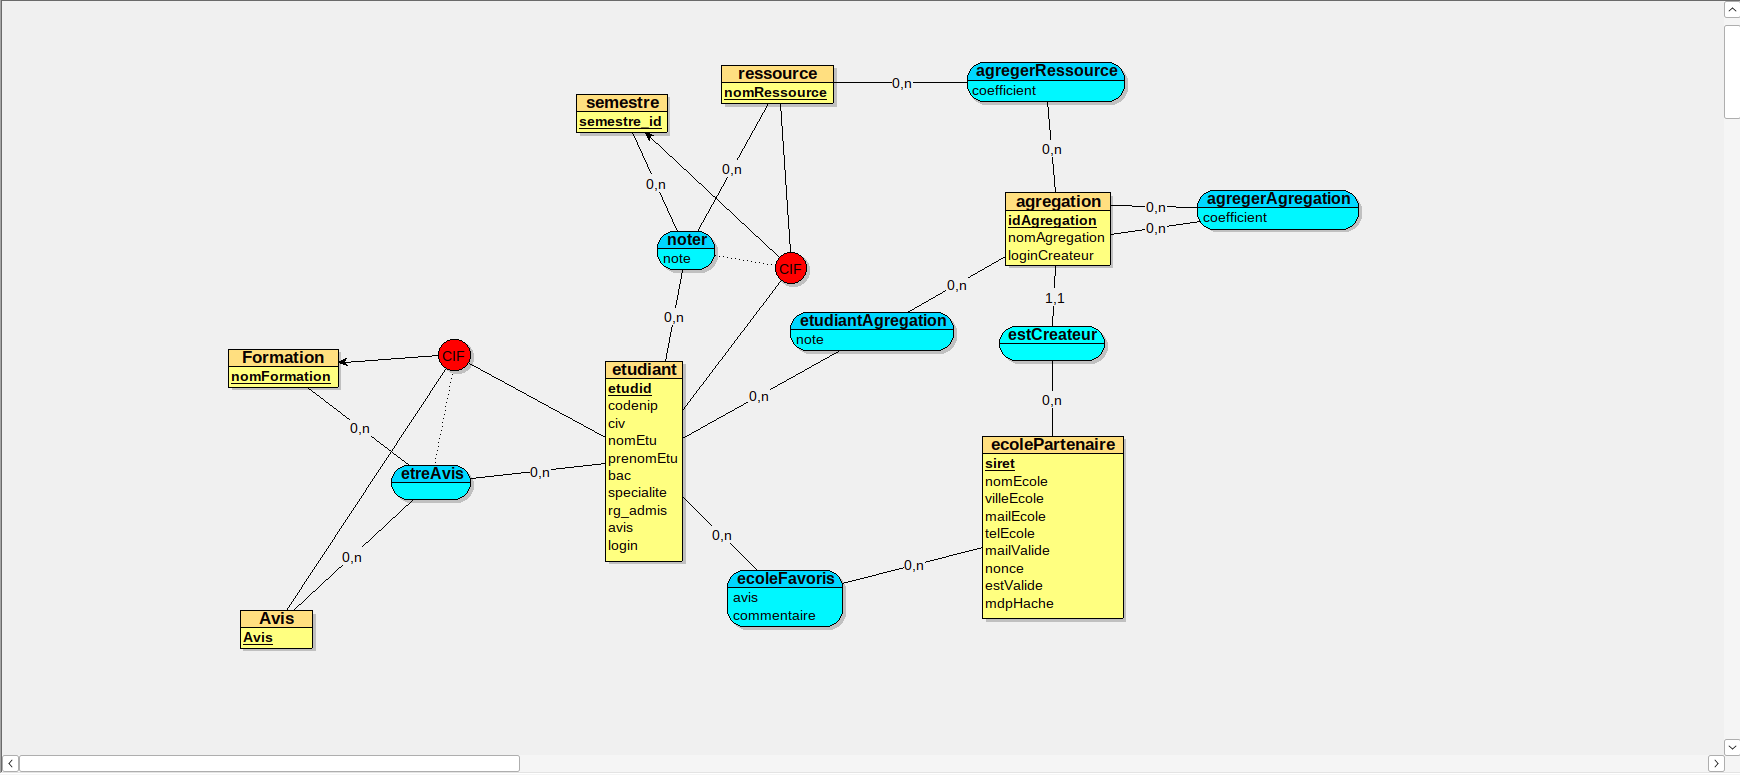 ressource
nomRessource
0,n
agregerRessource
coefficient
semestre
semestre_id
0,n
0,n
0,n
agregation
idAgregation
nomAgregation
loginCreateur
0,n
0,n
agregerAgregation
coefficient
noter
note
CIF
0,n
0,n
1,1
etudiantAgregation
note
estCreateur
Formation
nomFormation
CIF
0,n
etudiant
etudid
codenip
civ
nomEtu
prenomEtu
bac
specialite
rg_admis
avis
login
0,n
0,n
etreAvis
0,n
ecolePartenaire
siret
nomEcole
villeEcole
mailEcole
telEcole
mailValide
nonce
estValide
mdpHache
0,n
0,n
0,n
ecoleFavoris
avis
commentaire
Avis
Avis